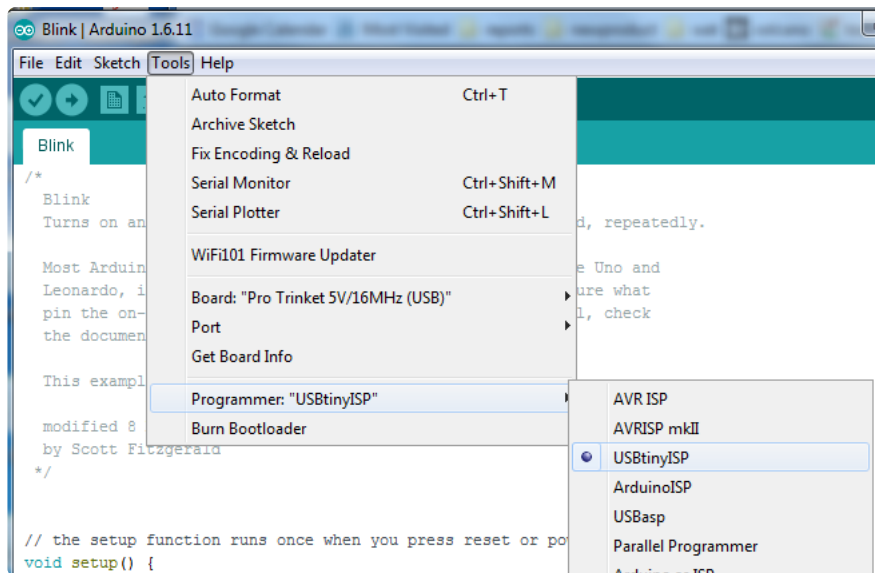 Blink | Arduino 1.6.11
File Edit Sketch Tools Help
Auto Format Ctrl+T
Archive Sketch
Fix Encoding & Reload
Serial Monitor Ctrl+Shift+M
Serial Plotter Ctrl+Shift+L
WiFi101 Firmware Updater
Board: "Pro Trinket 5V/16MHz (USB)"
Port
Get Board Info
Programmer: "USBtinyISP"
Burn Bootloader
AVR ISP
AVRISP mkII
USBtinyISP
ArduinoISP
USBasp
Parallel Programmer
Arduino as ISP
Blink
/*
Blink
Turns on an d, repeatedly.
Most Arduin e Uno and
Leonardo, i ure what
pin the on- l, check
the documen
This exampl
modified 8
by Scott Fitzgerald
*/
// the setup function runs once when you press reset or po
void setup() {